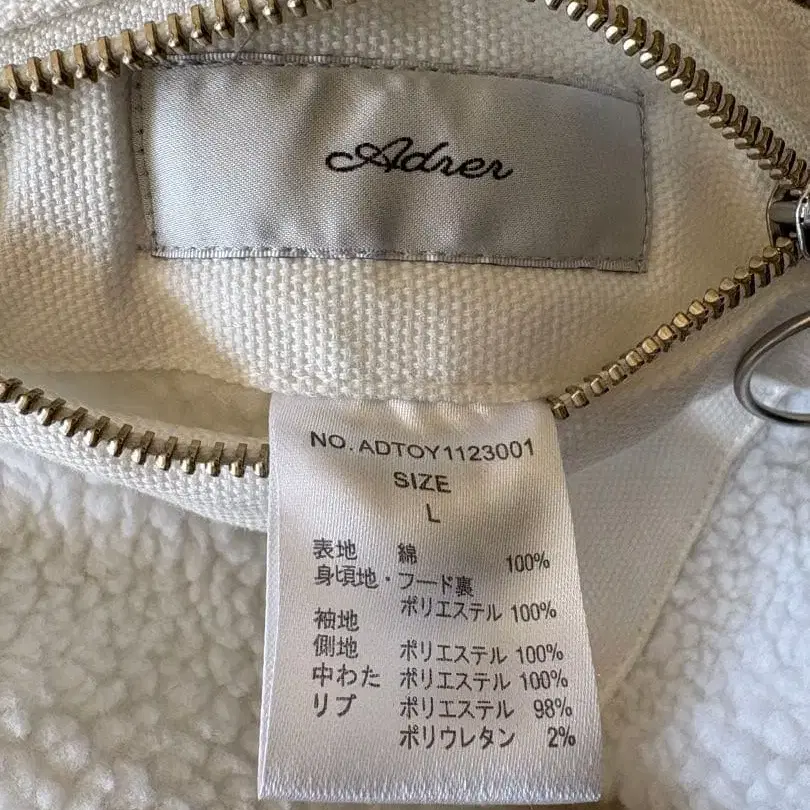 Adrer
NO.ADTOY1123001
SIZE
L
表地 綿 100%
身頃地・フード裏
ポリエステル 100%
袖地
側地 ポリエステル 100%
中わた ポリエステル 100%
リブ ポリエステル 98%
ポリウレタン 2%